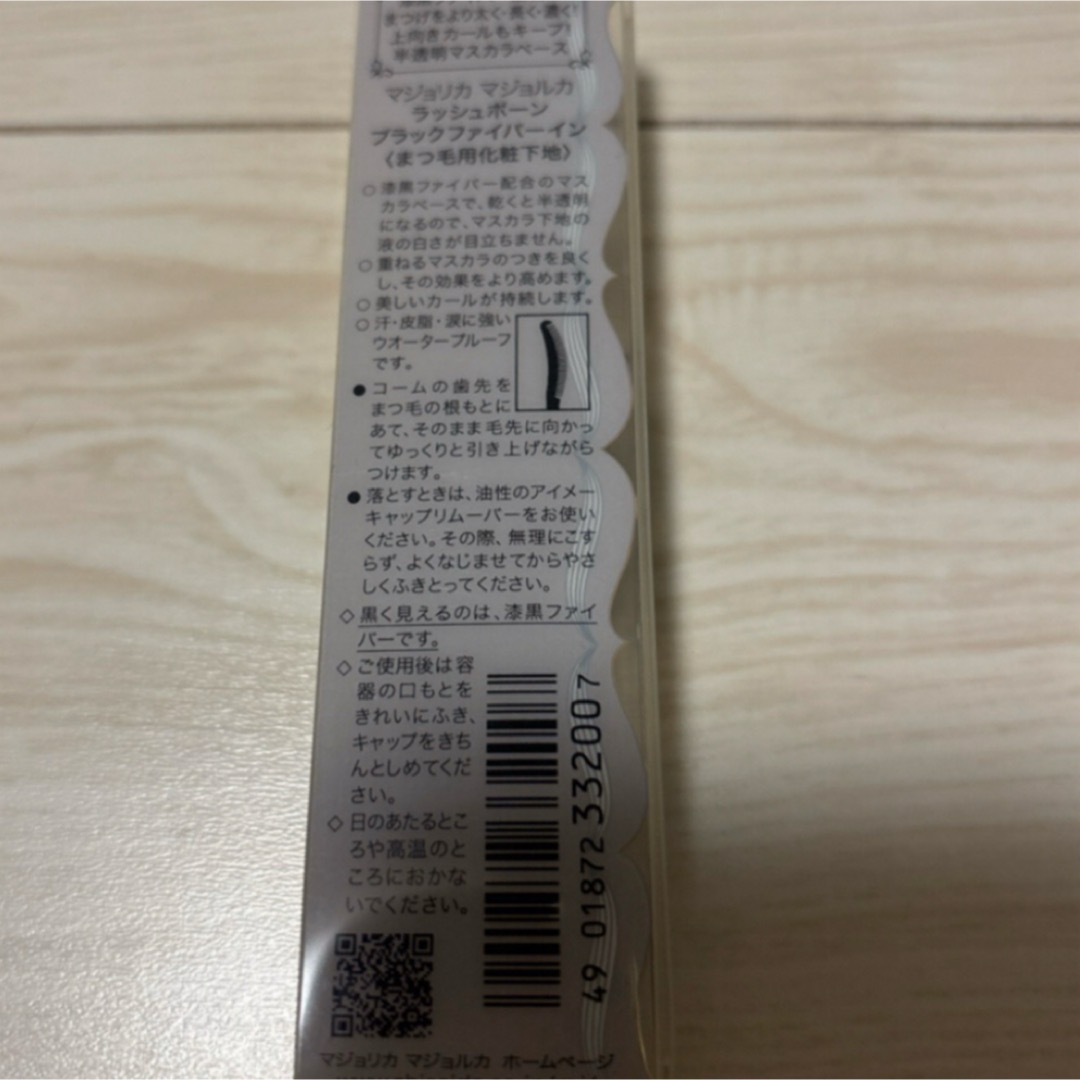 まつげをより太く・長く・濃く!
上向きカールもキープ!
半透明マスカラベース
マジョリカ マジョルカ
ラッシュボーン
ブラックファイバーイン
〈まつ毛用化粧下地〉
○漆黒ファイバー配合のマス
カラベースで、乾くと半透明
になるので、マスカラ下地の
液の白さが目立ちません。
○重ねるマスカラのつきを良く
し、その効果をより高めます。
○美しいカールが持続します。
○汗・皮脂・涙に強い
ウオータープルーフ
です。
●コームの歯先を
まつ毛の根もとに
あて、そのまま毛先に向かっ
てゆっくりと引き上げながら
つけます。
●落とすときは、油性のアイメー
キャップリムーバーをお使い
ください。その際、無理にこす
らず、よくなじませてからやさ
しくふきとってください。
◇黒く見えるのは、漆黒ファイ
バーです。
◇ご使用後は容
器の口もとを
きれいにふき、
キャップをきち
んとしめてくだ
さい。
◇日のあたるとこ
ろや高温のと
ころにおかな
いでください。
49 01872 332007
マジョリカ マジョルカ ホームページ